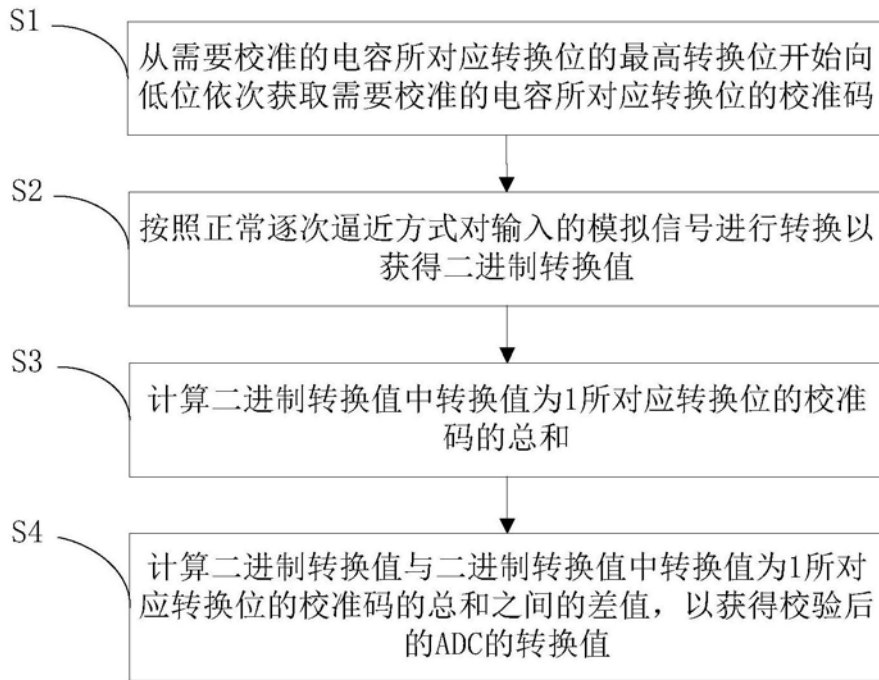 S1
从需要校准的电容所对应转换位的最高转换位开始向
低位依次获取需要校准的电容所对应转换位的校准码
S2
按照正常逐次逼近方式对输入的模拟信号进行转换以
获得二进制转换值
S3
计算二进制转换值中转换值为1所对应转换位的校准
码的总和
S4
计算二进制转换值与二进制转换值中转换值为1所对
应转换位的校准码的总和之间的差值，以获得校验后
的ADC的转换值